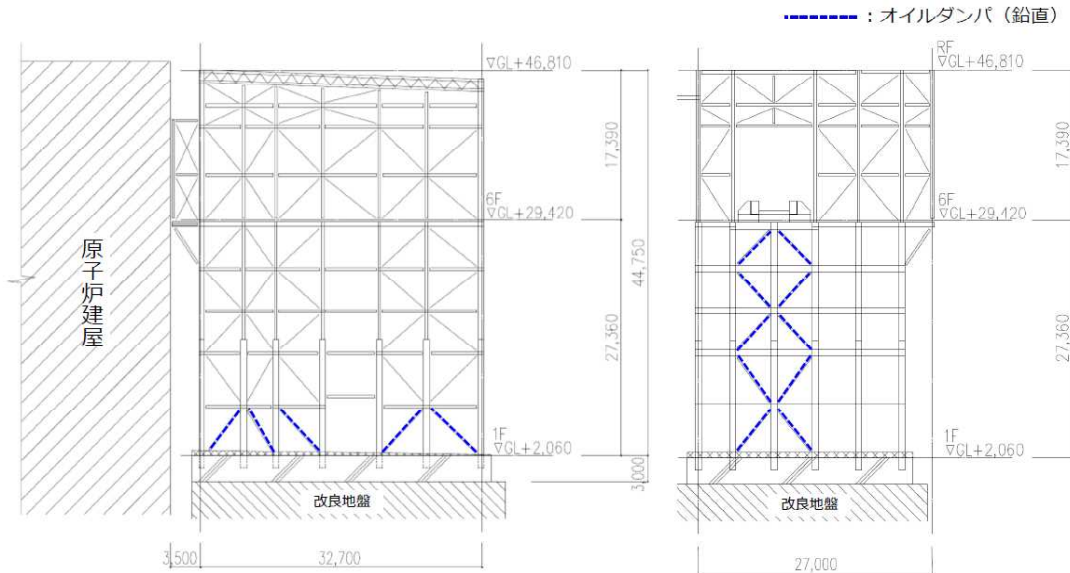 ：オイルダンパ（鉛直）
▽GL+46,810
17,390
6F
▽GL+29,420
44,750
27,360
1F
▽GL+2,060
3,000
原子炉建屋
改良地盤
3,500
32,700
RF
▽GL+46,810
17,390
6F
▽GL+29,420
27,360
1F
▽GL+2,060
改良地盤
27,000